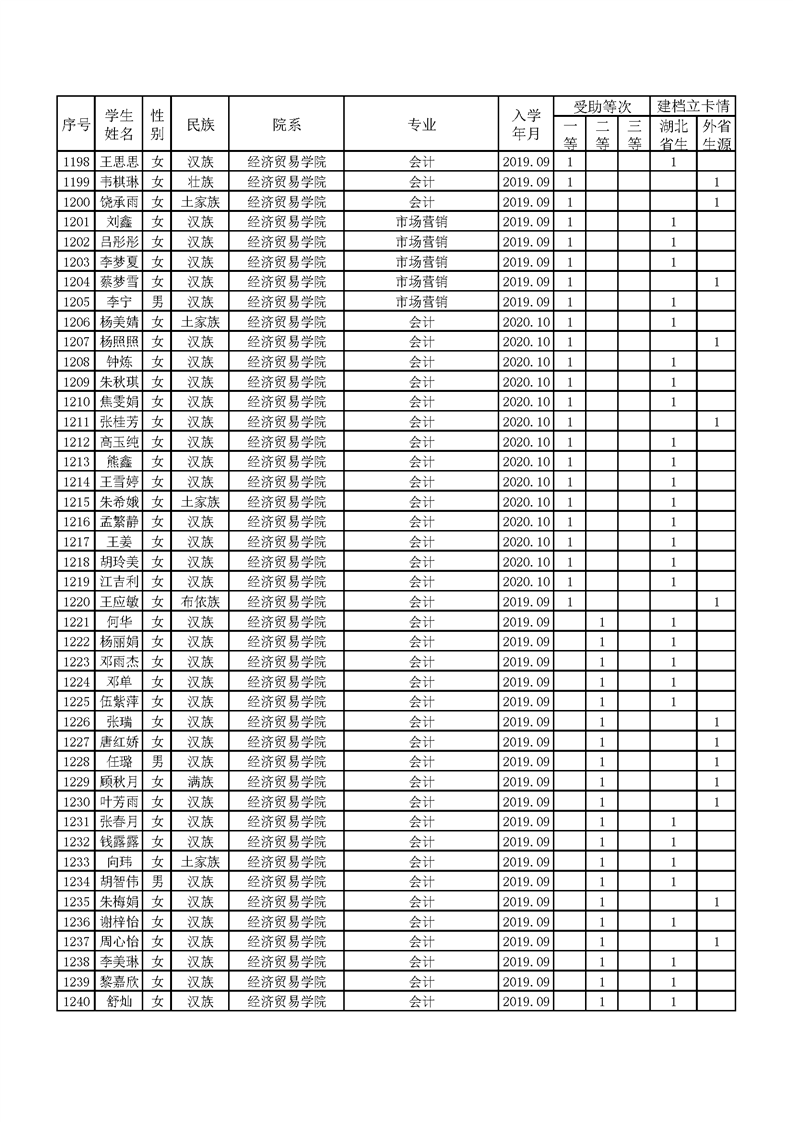 序号 学生姓名 性别 民族 院系 专业 入学年月 受助等次 建档立卡情
一等 二等 三等 湖北省生 外省生源
1198 王思思 女 汉族 经济贸易学院 会计 2019.09 1 1
1199 韦棋琳 女 壮族 经济贸易学院 会计 2019.09 1 1
1200 饶承雨 女 土家族 经济贸易学院 会计 2019.09 1 1
1201 刘鑫 女 汉族 经济贸易学院 市场营销 2019.09 1 1
1202 吕彤彤 女 汉族 经济贸易学院 市场营销 2019.09 1 1
1203 李梦夏 女 汉族 经济贸易学院 市场营销 2019.09 1 1
1204 蔡梦雪 女 汉族 经济贸易学院 市场营销 2019.09 1 1
1205 李宁 男 汉族 经济贸易学院 市场营销 2019.09 1 1
1206 杨美婧 女 土家族 经济贸易学院 会计 2020.10 1 1
1207 杨照照 女 汉族 经济贸易学院 会计 2020.10 1 1
1208 钟炼 女 汉族 经济贸易学院 会计 2020.10 1 1
1209 朱秋琪 女 汉族 经济贸易学院 会计 2020.10 1 1
1210 焦雯娟 女 汉族 经济贸易学院 会计 2020.10 1 1
1211 张桂芳 女 汉族 经济贸易学院 会计 2020.10 1 1
1212 高玉纯 女 汉族 经济贸易学院 会计 2020.10 1 1
1213 熊鑫 女 汉族 经济贸易学院 会计 2020.10 1 1
1214 王雪婷 女 汉族 经济贸易学院 会计 2020.10 1 1
1215 朱希娥 女 土家族 经济贸易学院 会计 2020.10 1 1
1216 孟繁静 女 汉族 经济贸易学院 会计 2020.10 1 1
1217 王姜 女 汉族 经济贸易学院 会计 2020.10 1 1
1218 胡玲美 女 汉族 经济贸易学院 会计 2020.10 1 1
1219 江吉利 女 汉族 经济贸易学院 会计 2020.10 1 1
1220 王应敏 女 布依族 经济贸易学院 会计 2019.09 1 1
1221 何华 女 汉族 经济贸易学院 会计 2019.09 1 1
1222 杨丽娟 女 汉族 经济贸易学院 会计 2019.09 1 1
1223 邓雨杰 女 汉族 经济贸易学院 会计 2019.09 1 1
1224 邓单 女 汉族 经济贸易学院 会计 2019.09 1 1
1225 伍紫萍 女 汉族 经济贸易学院 会计 2019.09 1 1
1226 张瑞 女 汉族 经济贸易学院 会计 2019.09 1 1
1227 唐红娇 女 汉族 经济贸易学院 会计 2019.09 1 1
1228 任璐 男 汉族 经济贸易学院 会计 2019.09 1 1
1229 顾秋月 女 满族 经济贸易学院 会计 2019.09 1 1
1230 叶芳雨 女 汉族 经济贸易学院 会计 2019.09 1 1
1231 张春月 女 汉族 经济贸易学院 会计 2019.09 1 1
1232 钱露露 女 汉族 经济贸易学院 会计 2019.09 1 1
1233 向玮 女 土家族 经济贸易学院 会计 2019.09 1 1
1234 胡智伟 男 汉族 经济贸易学院 会计 2019.09 1 1
1235 朱梅娟 女 汉族 经济贸易学院 会计 2019.09 1 1
1236 谢梓怡 女 汉族 经济贸易学院 会计 2019.09 1 1
1237 周心怡 女 汉族 经济贸易学院 会计 2019.09 1 1
1238 李美琳 女 汉族 经济贸易学院 会计 2019.09 1 1
1239 黎嘉欣 女 汉族 经济贸易学院 会计 2019.09 1 1
1240 舒灿 女 汉族 经济贸易学院 会计 2019.09 1 1